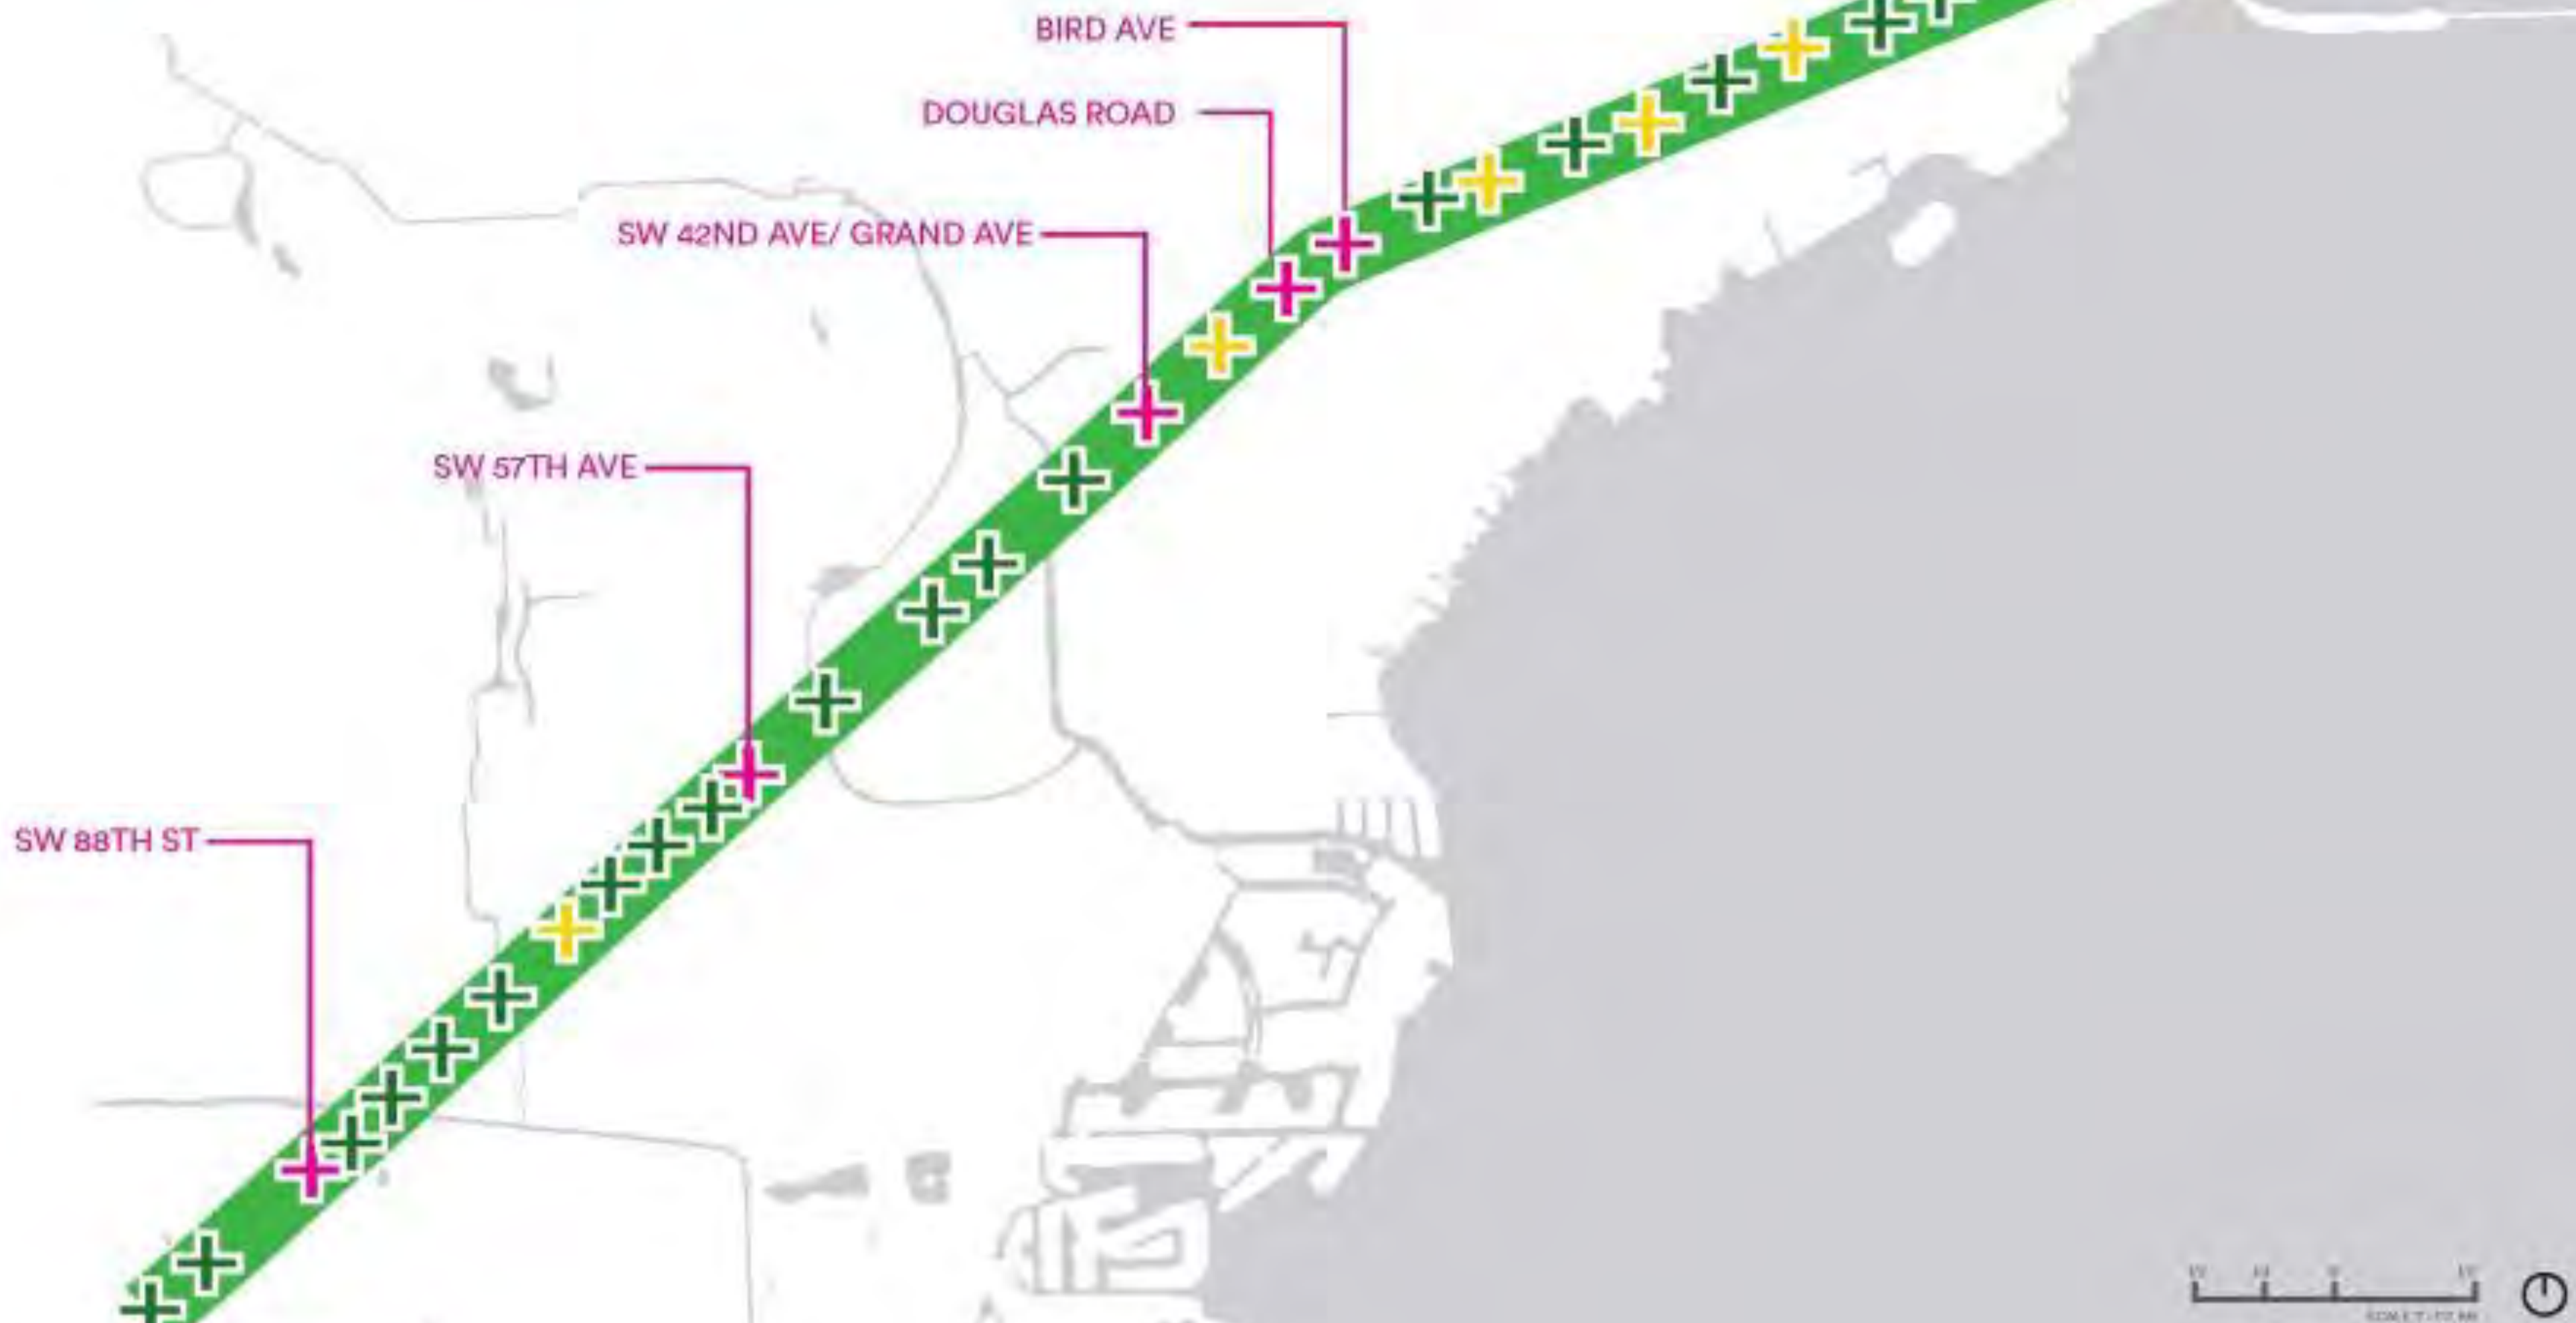 BIRD AVE
DOUGLAS ROAD
SW 42ND AVE/ GRAND AVE
SW 57TH AVE
SW 88TH ST